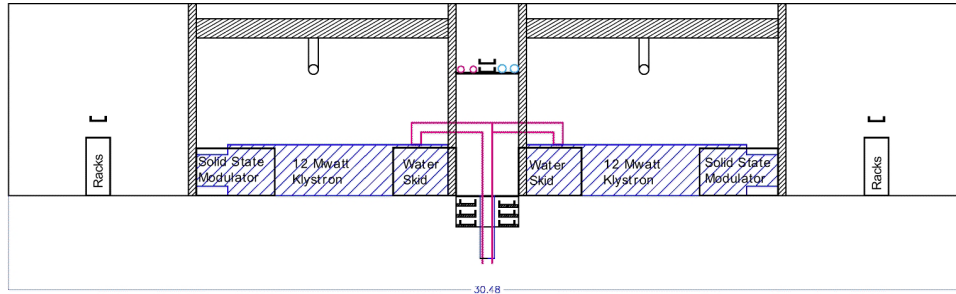 Racks
Solid State
Modulator
12 Mwatt
Klystron
Water
Skid
Water
Skid
12 Mwatt
Klystron
Solid State
Modulator
Racks
30.48